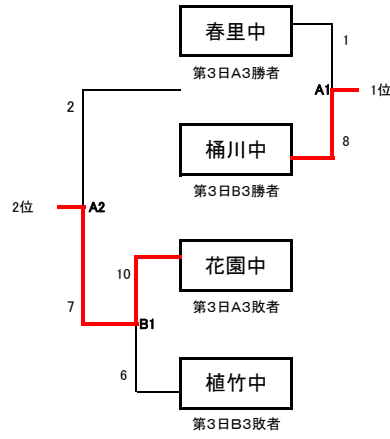 春里中
1
第3日A3勝者
A1
1位
2
桶川中
8
第3日B3勝者
2位
A2
花園中
10
第3日A3敗者
7
B1
6
植竹中
第3日B3敗者